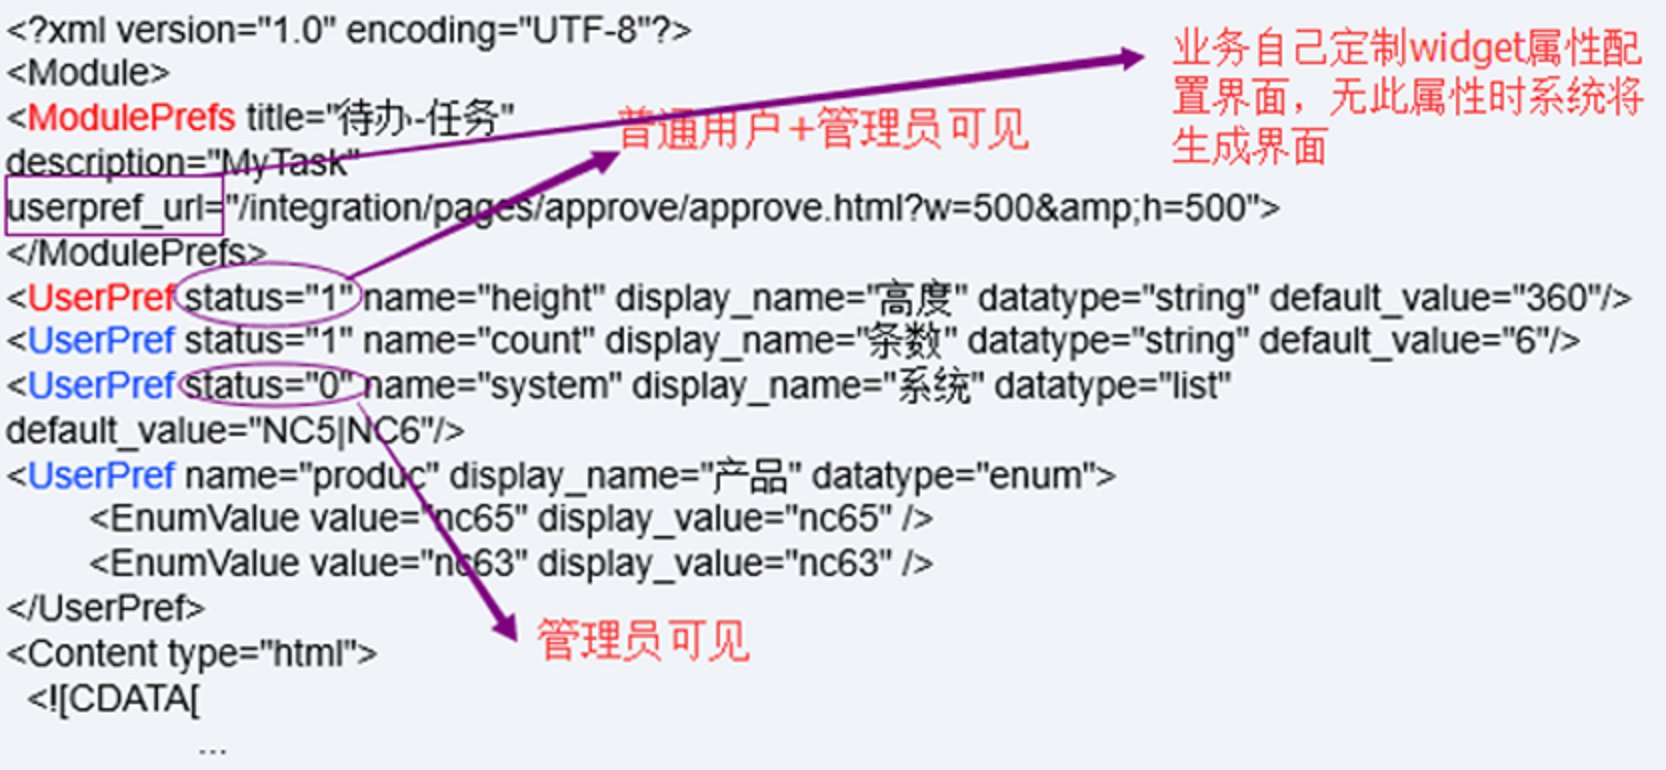 <?xml version="1.0" encoding="UTF-8"?>
<Module>
<ModulePrefs title="待办-任务"
description="MyTask"
userpref_url="/integration/pages/approve/approve.html?w=500&amp;h=500">
</ModulePrefs>
<UserPref status="1" name="height" display_name="高度" datatype="string" default_value="360"/>
<UserPref status="1" name="count" display_name="条数" datatype="string" default_value="6"/>
<UserPref status="0" name="system" display_name="系统" datatype="list"
default_value="NC5|NC6"/>
<UserPref name="produc" display_name="产品" datatype="enum">
<EnumValue value="nc65" display_value="nc65" />
<EnumValue value="nc63" display_value="nc63" />
</UserPref>
<Content type="html">
<![CDATA[
...
业务自己定制widget属性配
置界面，无此属性时系统将
生成界面
普通用户+管理员可见
管理员可见